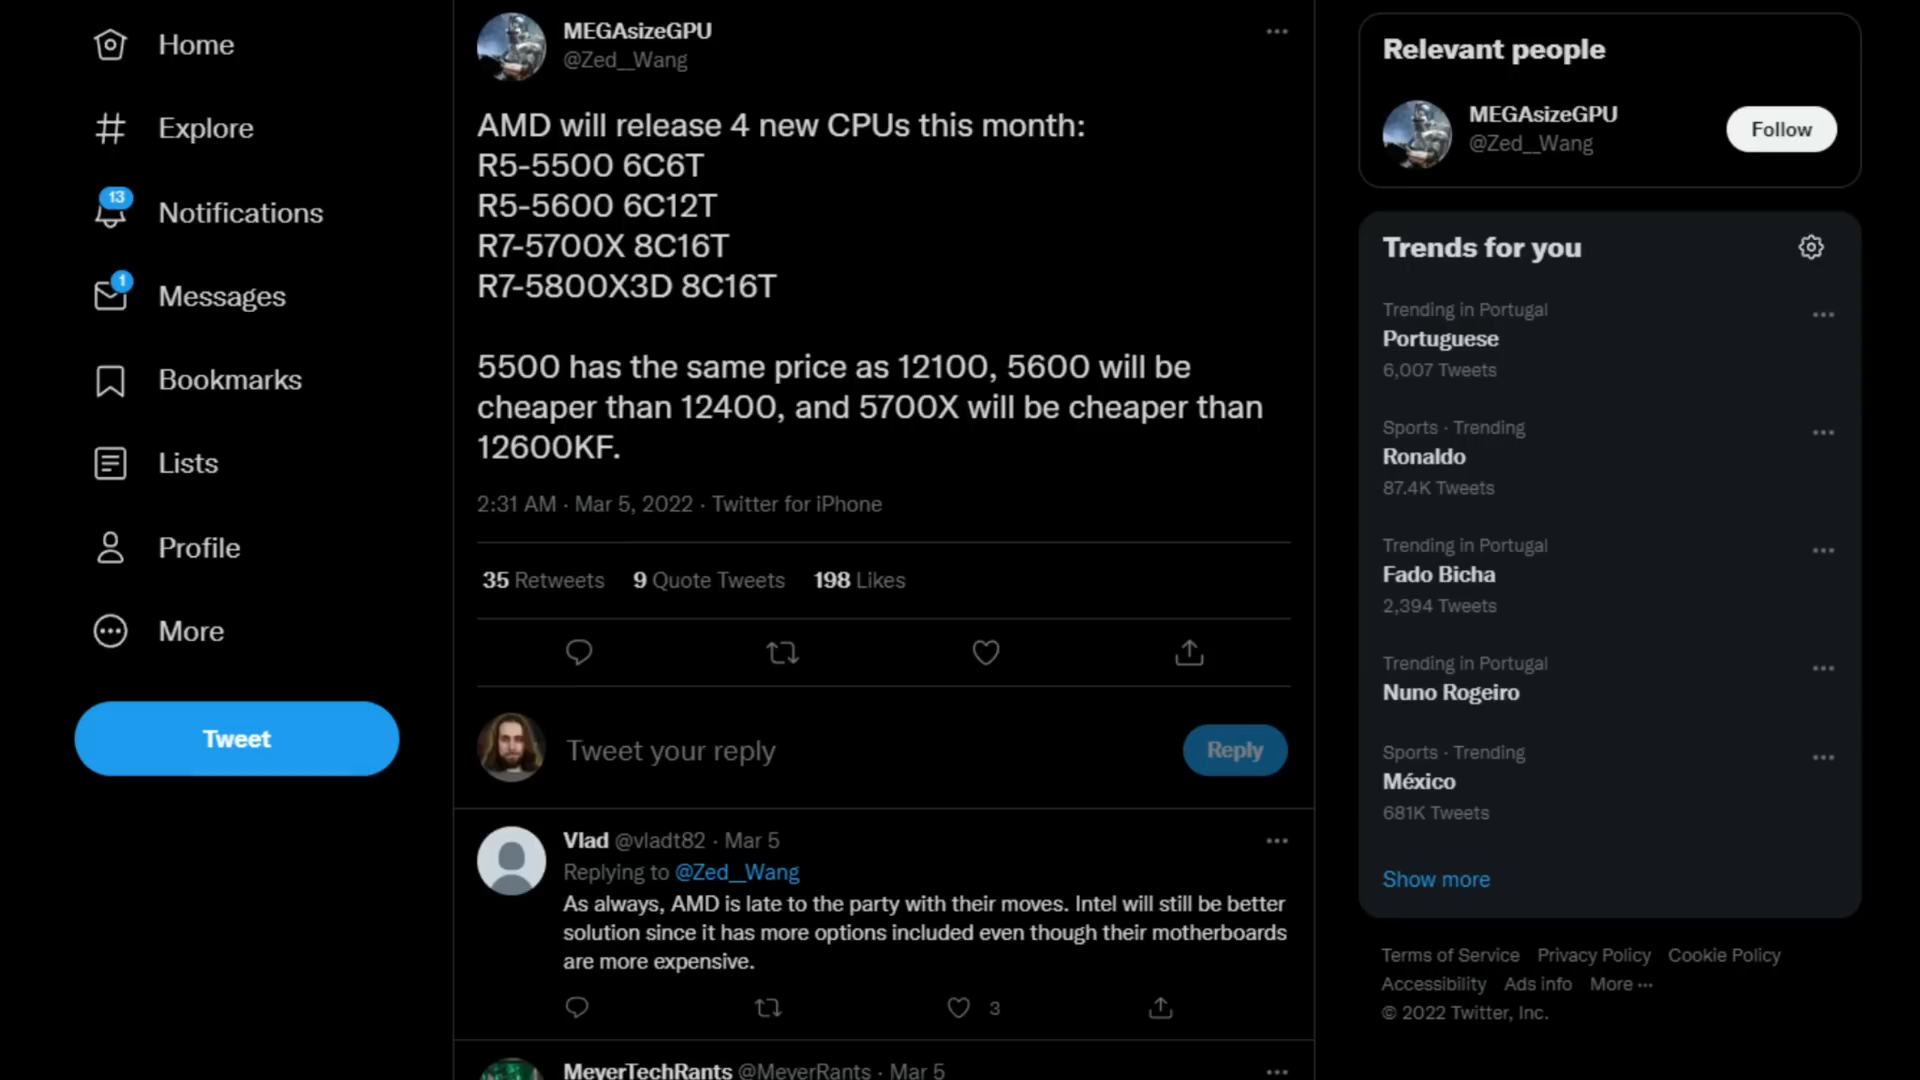 Home
Explore
13
Notifications
1
Messages
Bookmarks
Lists
Profile
More
Tweet
MEGAsizeGPU
@Zed__Wang
AMD will release 4 new CPUs this month:
R5-5500 6C6T
R5-5600 6C12T
R7-5700X 8C16T
R7-5800X3D 8C16T
5500 has the same price as 12100, 5600 will be
cheaper than 12400, and 5700X will be cheaper than
12600KF.
2:31 AM · Mar 5, 2022 · Twitter for iPhone
35 Retweets 9 Quote Tweets 198 Likes
Tweet your reply
Reply
Vlad @vladt82 · Mar 5
Replying to @Zed__Wang
As always, AMD is late to the party with their moves. Intel will still be better
solution since it has more options included even though their motherboards
are more expensive.
3
MeyerTechRants @MeyerRants · Mar 5
Relevant people
MEGAsizeGPU
@Zed__Wang
Follow
Trends for you
Trending in Portugal
Portuguese
6,007 Tweets
Sports · Trending
Ronaldo
87.4K Tweets
Trending in Portugal
Fado Bicha
2,394 Tweets
Trending in Portugal
Nuno Rogeiro
Sports · Trending
México
681K Tweets
Show more
Terms of Service Privacy Policy Cookie Policy
Accessibility Ads info More ···
© 2022 Twitter, Inc.